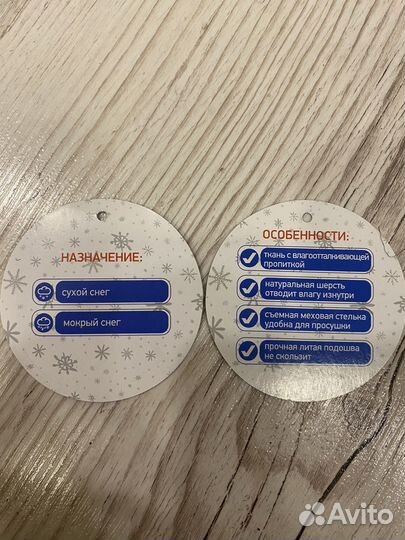 НАЗНАЧЕНИЕ:
сухой снег
мокрый снег
ОСОБЕННОСТИ:
ткань с влагоотталкивающей
пропиткой
натуральная шерсть
отводит влагу изнутри
съемная меховая стелька
удобна для просушки
прочная литая подошва
не скользит
Avito